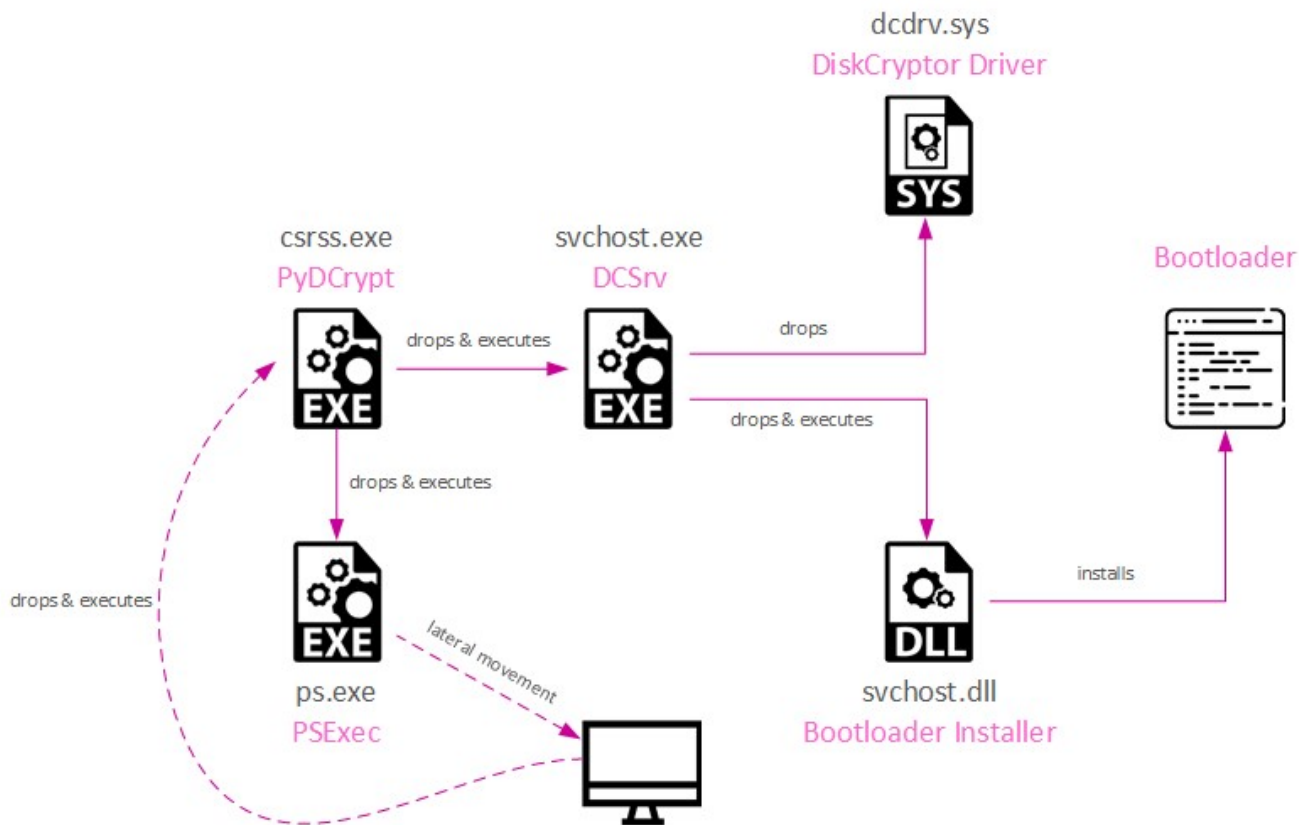 dcdrv.sys
DiskCryptor Driver
SYS
csrss.exe
PyDCrypt
svchost.exe
DCSrv
Bootloader
drops & executes
drops
EXE
EXE
drops & executes
drops & executes
drops & executes
installs
EXE
lateral movement
DLL
ps.exe
PSExec
svchost.dll
Bootloader Installer